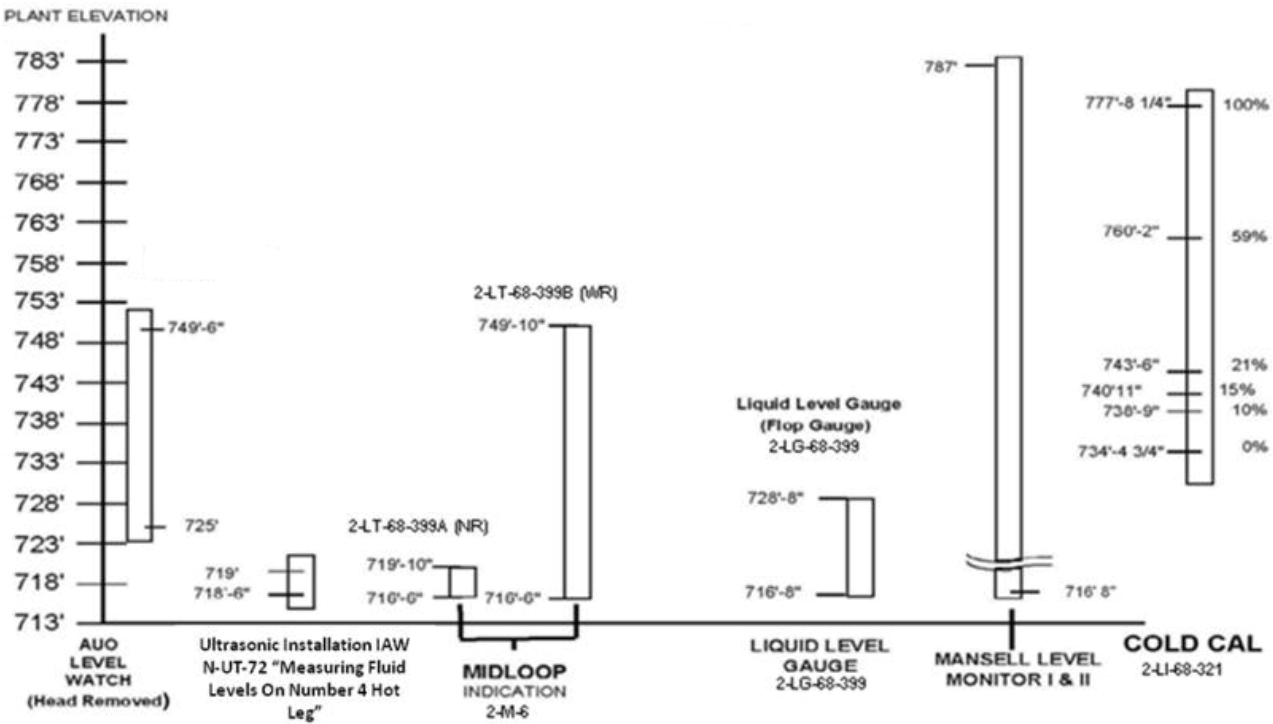 PLANT ELEVATION
783'
778'
773'
768'
763'
758'
753'
748'
743'
738'
733'
728'
723'
718'
713'
749'-6"
725'
AUO
LEVEL
WATCH
(Head Removed)
719'
718'-6"
Ultrasonic Installation IAW
N-UT-72 "Measuring Fluid
Levels On Number 4 Hot
Leg"
2-LT-68-399A (NR)
719'-10"
716'-6"
2-LT-68-399B (WR)
749'-10"
716'-6"
MIDLOOP
INDICATION
2-M-6
Liquid Level Gauge
(Flop Gauge)
2-LG-68-399
728'-8"
716'-8"
LIQUID LEVEL
GAUGE
2-LG-68-399
787'
716' 8"
MANSELL LEVEL
MONITOR I & II
777'-8 1/4" 100%
760'-2" 59%
743'-6" 21%
740'11" 15%
738'-9" 10%
734'-4 3/4" 0%
COLD CAL
2-LI-68-321